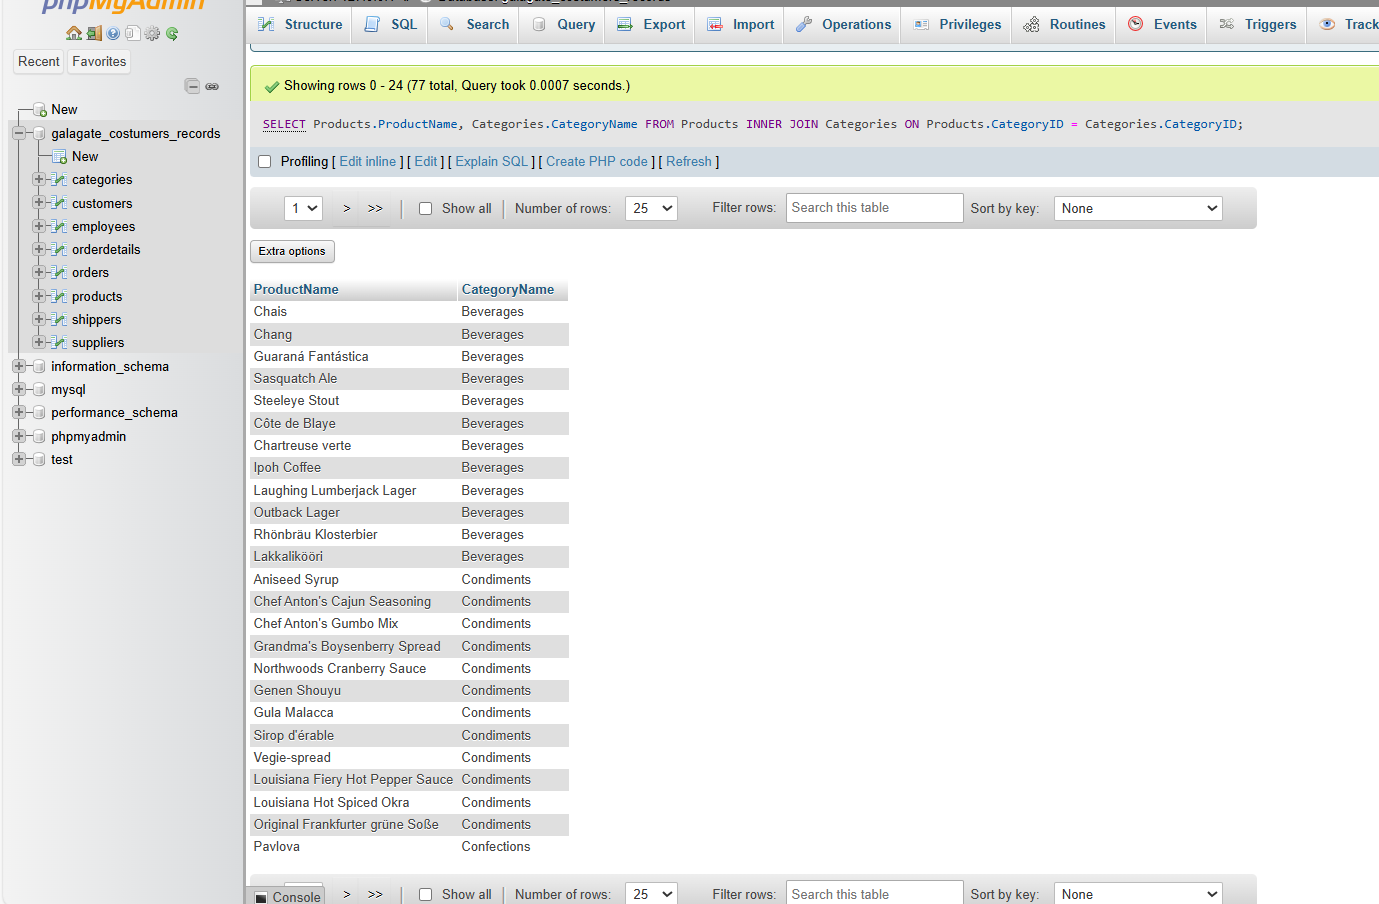 phpMyAdmin
Recent
Favorites
New
galagate_costumers_records
New
categories
customers
employees
orderdetails
orders
products
shippers
suppliers
information_schema
mysql
performance_schema
phpmyadmin
test
Structure SQL Search Query Export Import Operations Privileges Routines Events Triggers Track
Showing rows 0 - 24 (77 total, Query took 0.0007 seconds.)
SELECT Products.ProductName, Categories.CategoryName FROM Products INNER JOIN Categories ON Products.CategoryID = Categories.CategoryID;
Profiling [ Edit inline ] [ Edit ] [ Explain SQL ] [ Create PHP code ] [ Refresh ]
1 > >> Show all Number of rows: 25 Filter rows: Search this table Sort by key: None
Extra options
ProductName CategoryName
Chais Beverages
Chang Beverages
Guaraná Fantástica Beverages
Sasquatch Ale Beverages
Steeleye Stout Beverages
Côte de Blaye Beverages
Chartreuse verte Beverages
Ipoh Coffee Beverages
Laughing Lumberjack Lager Beverages
Outback Lager Beverages
Rhönbräu Klosterbier Beverages
Lakkalikööri Beverages
Aniseed Syrup Condiments
Chef Anton's Cajun Seasoning Condiments
Chef Anton's Gumbo Mix Condiments
Grandma's Boysenberry Spread Condiments
Northwoods Cranberry Sauce Condiments
Genen Shouyu Condiments
Gula Malacca Condiments
Sirop d'érable Condiments
Vegie-spread Condiments
Louisiana Fiery Hot Pepper Sauce Condiments
Louisiana Hot Spiced Okra Condiments
Original Frankfurter grüne Soße Condiments
Pavlova Confections
Console > >> Show all Number of rows: 25 Filter rows: Search this table Sort by key: None